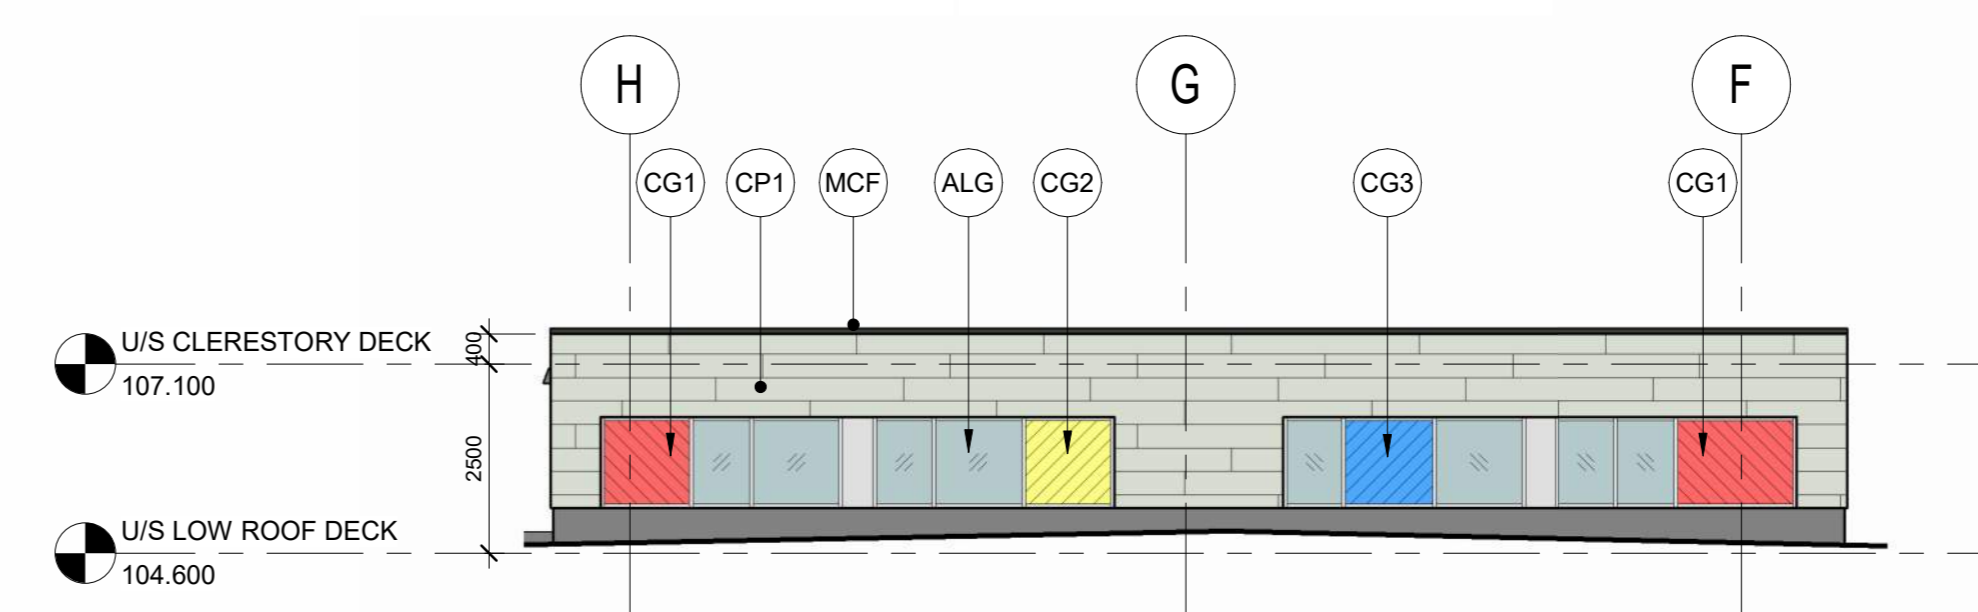 H
G
F
CG1
CP1
MCF
ALG
CG2
CG3
CG1
U/S CLERESTORY DECK
107.100
400
2500
U/S LOW ROOF DECK
104.600